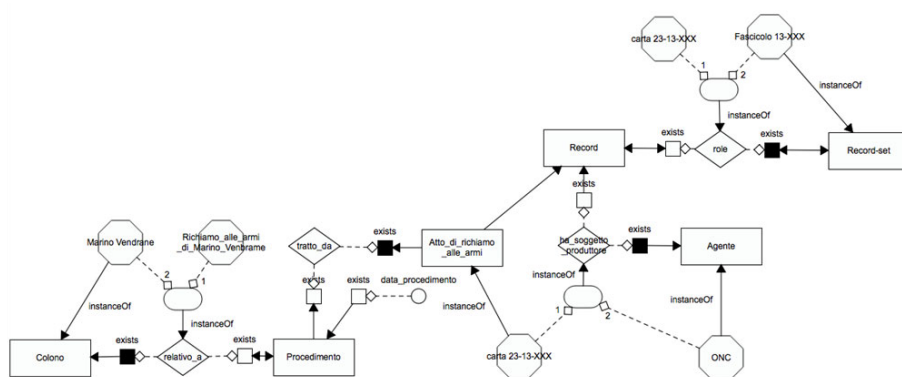 carta 23-13-XXX
Fascicolo 13-XXX
1
2
instanceOf
instanceOf
exists
exists
Record
role
Record-set
exists
Marino Vendrane
Richiamo_alle_armi
_di_Marino_Venbrame
tratto_da
exists
Atto_di_richiamo
_alle_armi
ha_soggetto
_produttore
exists
Agente
2
1
exists
exists
data_procedimento
instanceOf
instanceOf
instanceOf
instanceOf
instanceOf
1
2
Colono
exists
relativo_a
exists
Procedimento
carta 23-13-XXX
ONC